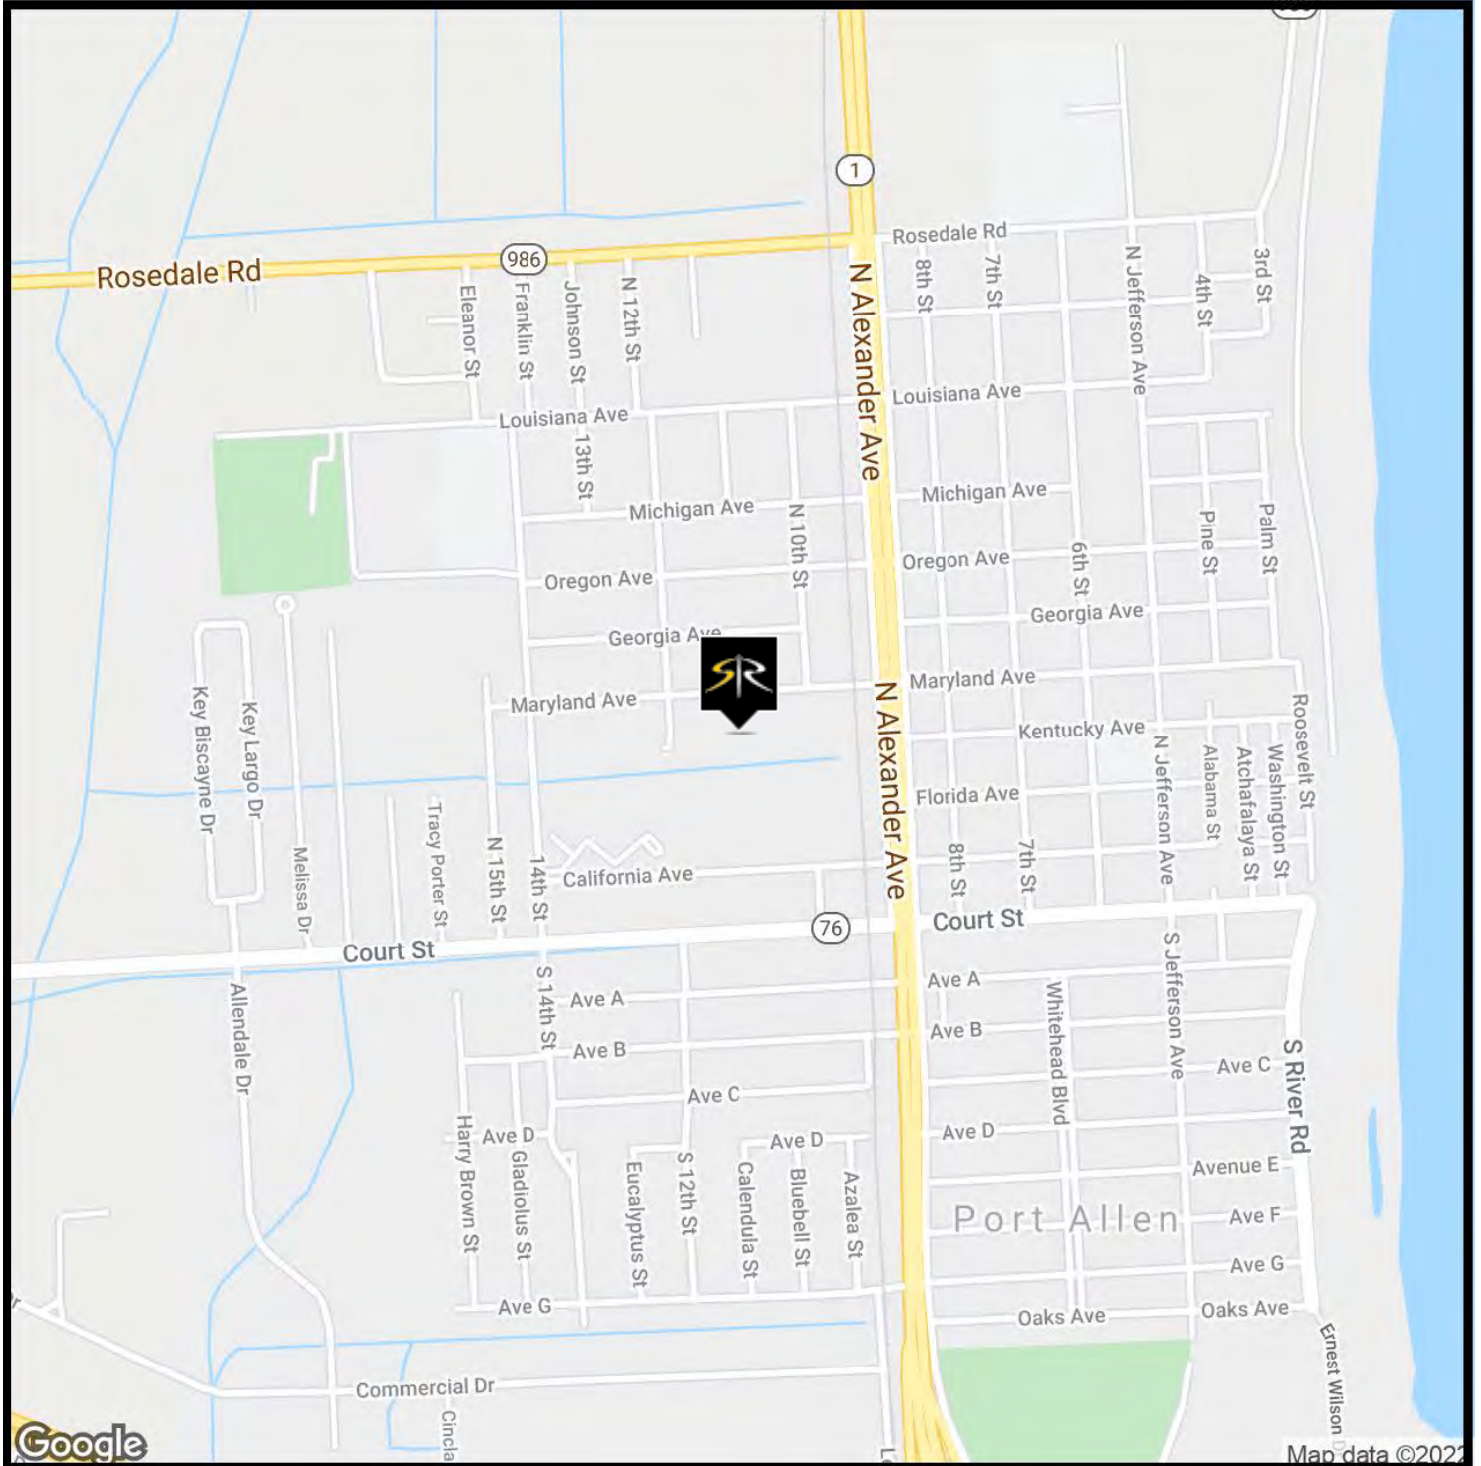 1
Rosedale Rd
986
Rosedale Rd
N Alexander Ave
8th St
7th St
N Jefferson Ave
4th St
3rd St
Eleanor St
Franklin St
Johnson St
N 12th St
Louisiana Ave
Louisiana Ave
13th St
Michigan Ave
Michigan Ave
N 10th St
Pine St
Palm St
Oregon Ave
Oregon Ave
6th St
Georgia Ave
Georgia Ave
SR
Maryland Ave
Maryland Ave
N Alexander Ave
Kentucky Ave
Key Biscayne Dr
Key Largo Dr
Roosevelt St
N Jefferson Ave
Alabama St
Atchafalaya St
Washington St
Florida Ave
Tracy Porter St
Melissa Dr
N 15th St
14th St
California Ave
8th St
7th St
Court St
76
Court St
Allendale Dr
S 14th St
Ave A
Ave A
Whitehead Blvd
S Jefferson Ave
Ave B
Ave B
Ave C
Ave C
S River Rd
Harry Brown St
Ave D
Gladiolus St
Ave D
Ave D
Eucalyptus St
S 12th St
Calendula St
Bluebell St
Azalea St
Avenue E
Port Allen
Ave F
Ave G
Ave G
Oaks Ave
Oaks Ave
Ernest Wilson
Commercial Dr
Cincla
Google
Map data ©2022